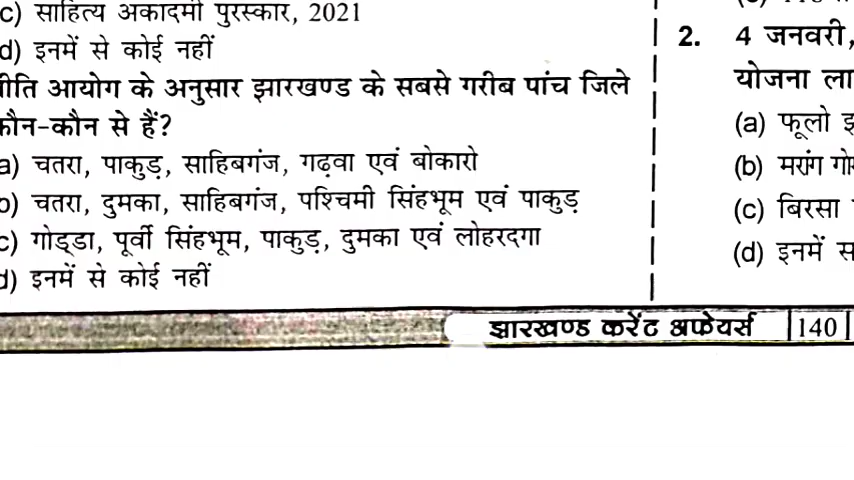 c) साहित्य अकादमी पुरस्कार, 2021
d) इनमें से कोई नहीं
नीति आयोग के अनुसार झारखण्ड के सबसे गरीब पांच जिले
कौन-कौन से हैं?
a) चतरा, पाकुड़, साहिबगंज, गढ़वा एवं बोकारो
b) चतरा, दुमका, साहिबगंज, पश्चिमी सिंहभूम एवं पाकुड़
c) गोड्डा, पूर्वी सिंहभूम, पाकुड़, दुमका एवं लोहरदगा
d) इनमें से कोई नहीं
2. 4 जनवरी,
योजना ला
(a) फूलो झ
(b) मरांग गो
(c) बिरसा
(d) इनमें स
झारखण्ड करेंट अफेयर्स 140